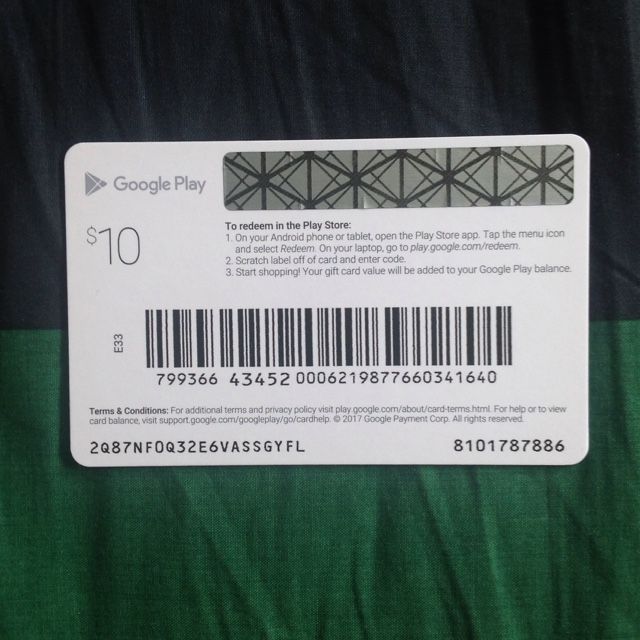 Google Play
$10
To redeem in the Play Store:
1. On your Android phone or tablet, open the Play Store app. Tap the menu icon
and select Redeem. On your laptop, go to play.google.com/redeem.
2. Scratch label off of card and enter code.
3. Start shopping! Your gift card value will be added to your Google Play balance.
E33
799366 43452 0006219877660341640
Terms & Conditions: For additional terms and privacy policy visit play.google.com/about/card-terms.html. For help or to view
card balance, visit support.google.com/googleplay/go/cardhelp. © 2017 Google Payment Corp. All rights reserved.
2Q87NF0Q32E6VASSGYFL 8101787886